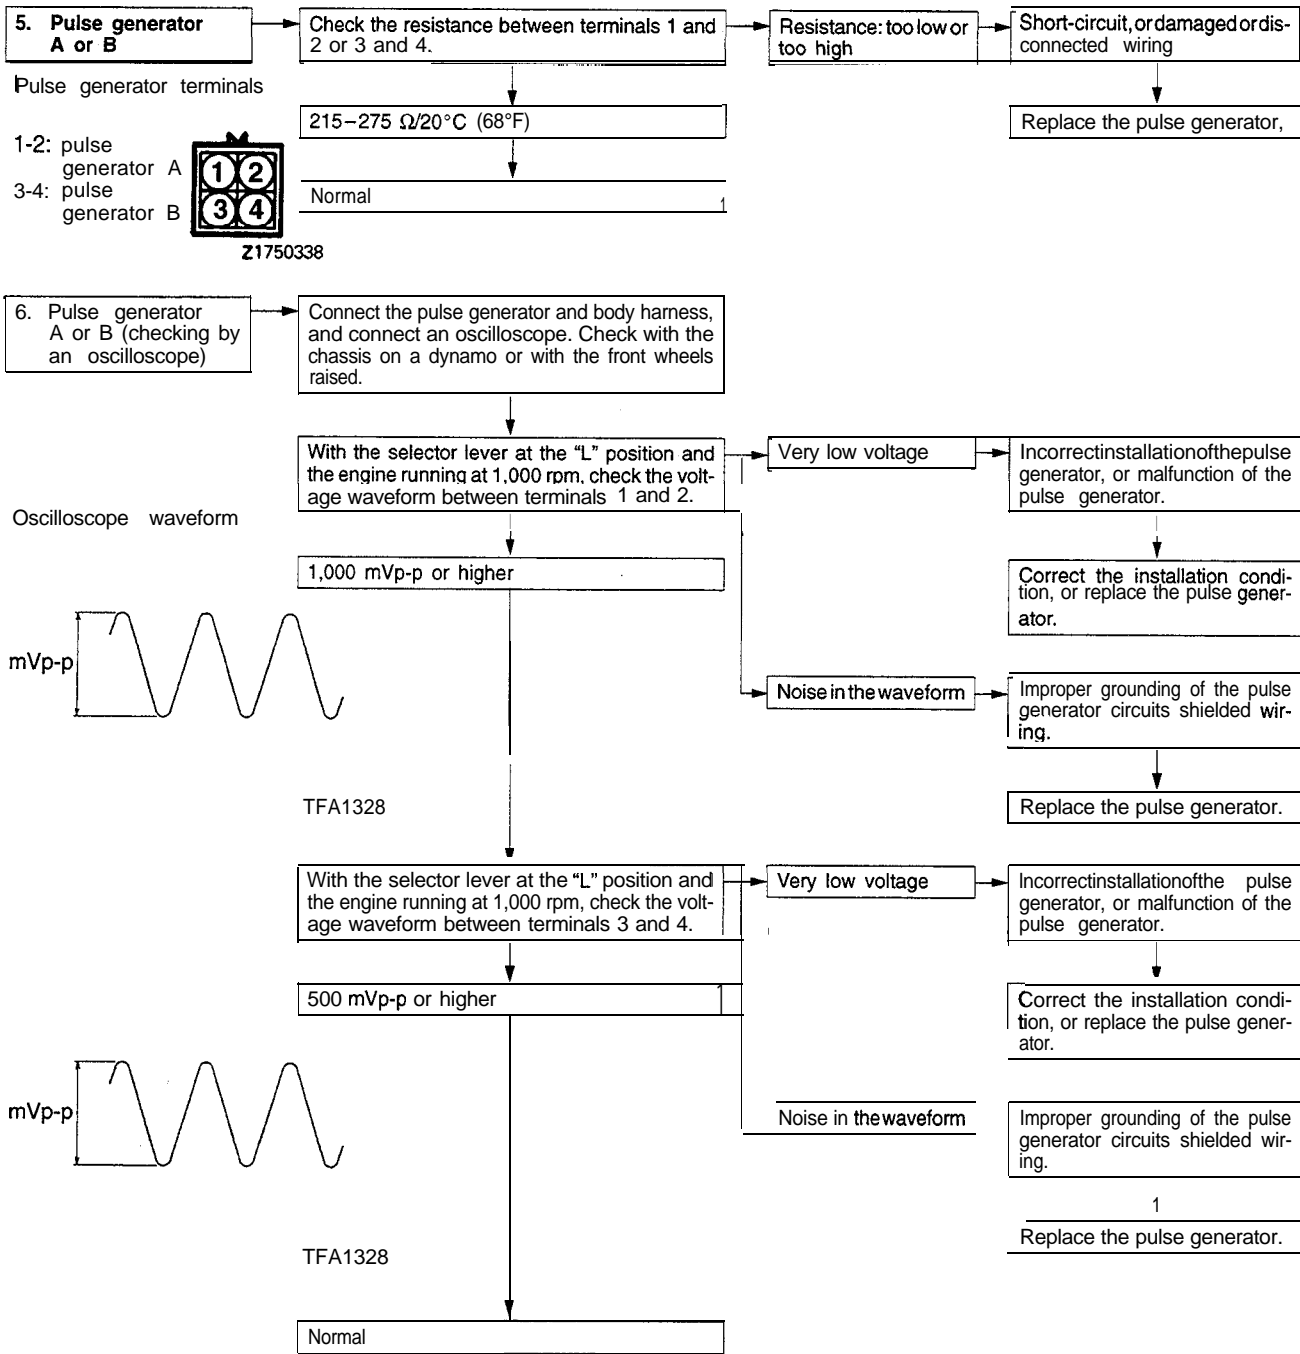 5. Pulse generator
A or B
Check the resistance between terminals 1 and
2 or 3 and 4.
Resistance: too low or
too high
Short-circuit, or damaged or dis-
connected wiring
Pulse generator terminals
215–275 Ω/20°C (68°F)
Replace the pulse generator,
1-2: pulse
generator A
3-4: pulse
generator B
1 2
3 4
Z1750338
Normal
1
6. Pulse generator
A or B (checking by
an oscilloscope)
Connect the pulse generator and body harness,
and connect an oscilloscope. Check with the
chassis on a dynamo or with the front wheels
raised.
With the selector lever at the “L” position and
the engine running at 1,000 rpm, check the volt-
age waveform between terminals 1 and 2.
Very low voltage
Incorrectinstallationofthepulse
generator, or malfunction of the
pulse generator.
Oscilloscope waveform
1,000 mVp-p or higher
Correct the installation condi-
tion, or replace the pulse gener-
ator.
mVp-p
Noise in the waveform
Improper grounding of the pulse
generator circuits shielded wir-
ing.
TFA1328
Replace the pulse generator.
With the selector lever at the “L” position and
the engine running at 1,000 rpm, check the volt-
age waveform between terminals 3 and 4.
Very low voltage
Incorrectinstallationofthe pulse
generator, or malfunction of the
pulse generator.
500 mVp-p or higher
1
Correct the installation condi-
tion, or replace the pulse gener-
ator.
mVp-p
Noise in the waveform
Improper grounding of the pulse
generator circuits shielded wir-
ing.
1
Replace the pulse generator.
TFA1328
Normal